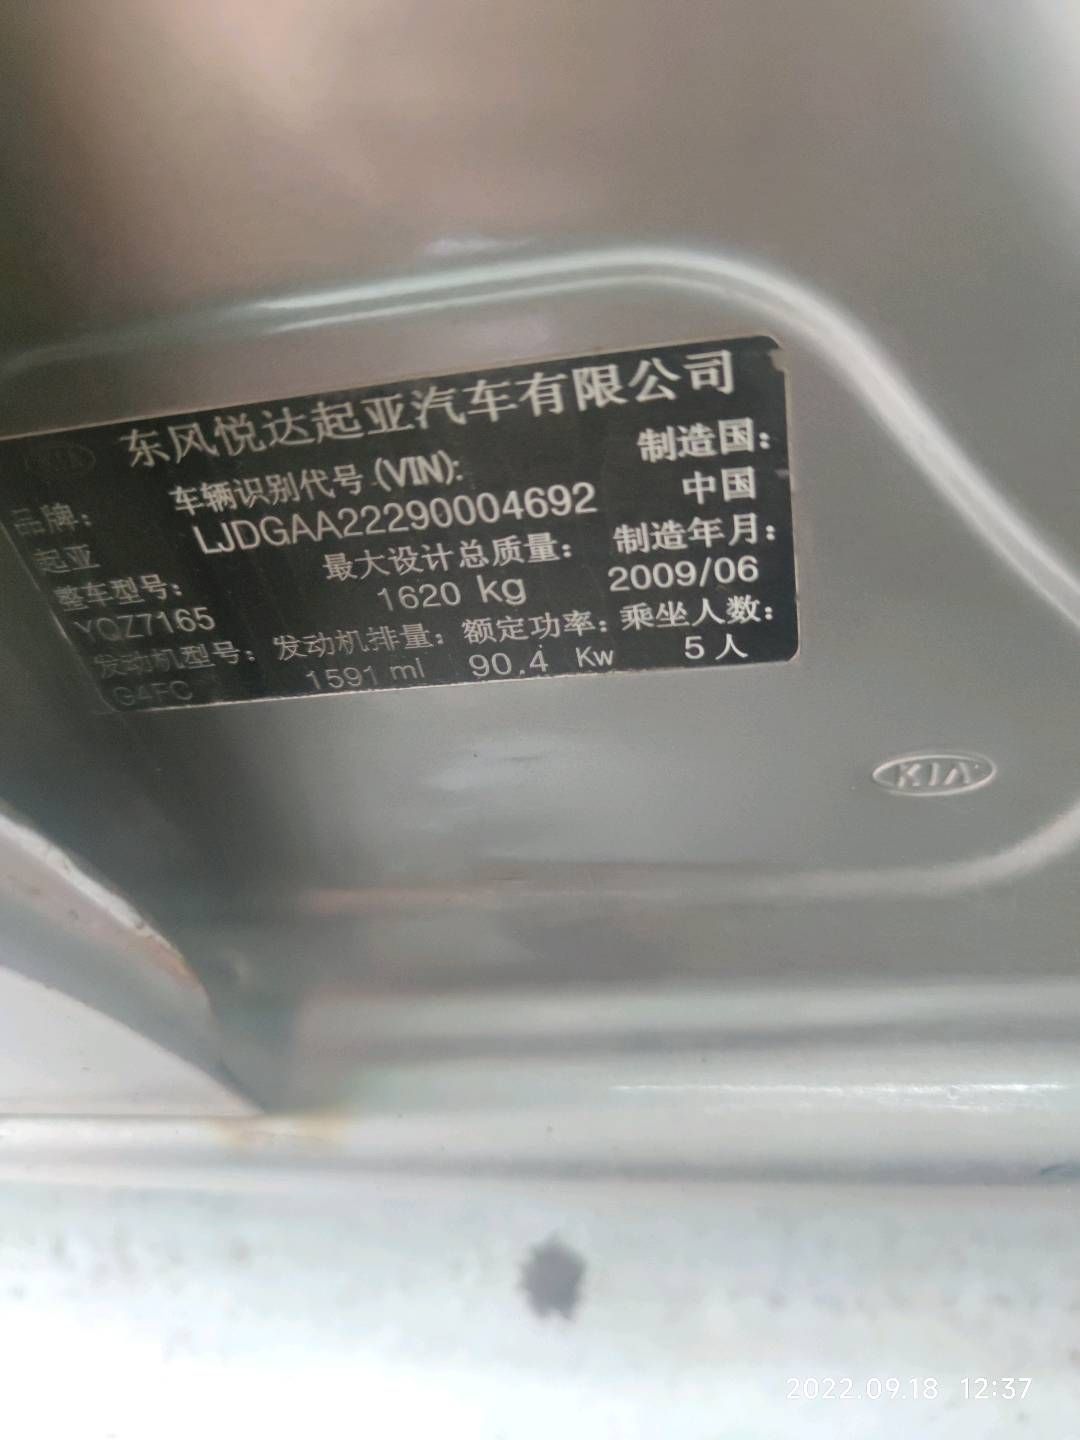 东风悦达起亚汽车有限公司
品牌:
起亚
车辆识别代号 (VIN):
LJDGAA22290004692
制造国:
中国
整车型号:
YQZ7165
最大设计总质量:
1620 kg
制造年月:
2009/06
发动机型号:
G4FC
发动机排量:
1591 ml
额定功率:
90.4 Kw
乘坐人数:
5 人
KIA
2022.09.18 12:37